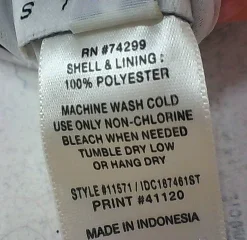 S 7
RN #74299
SHELL & LINING :
100% POLYESTER
MACHINE WASH COLD
USE ONLY NON-CHLORINE
BLEACH WHEN NEEDED
TUMBLE DRY LOW
OR HANG DRY
STYLE #11571 / IDC187461ST
PRINT #41120
MADE IN INDONESIA